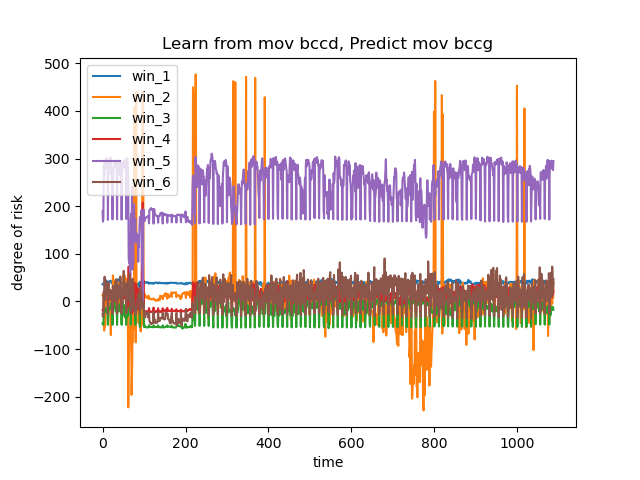 Learn from mov bccd, Predict mov bccg
degree of risk
500
400
300
200
100
0
−100
−200
win_1
win_2
win_3
win_4
win_5
win_6
0 200 400 600 800 1000
time